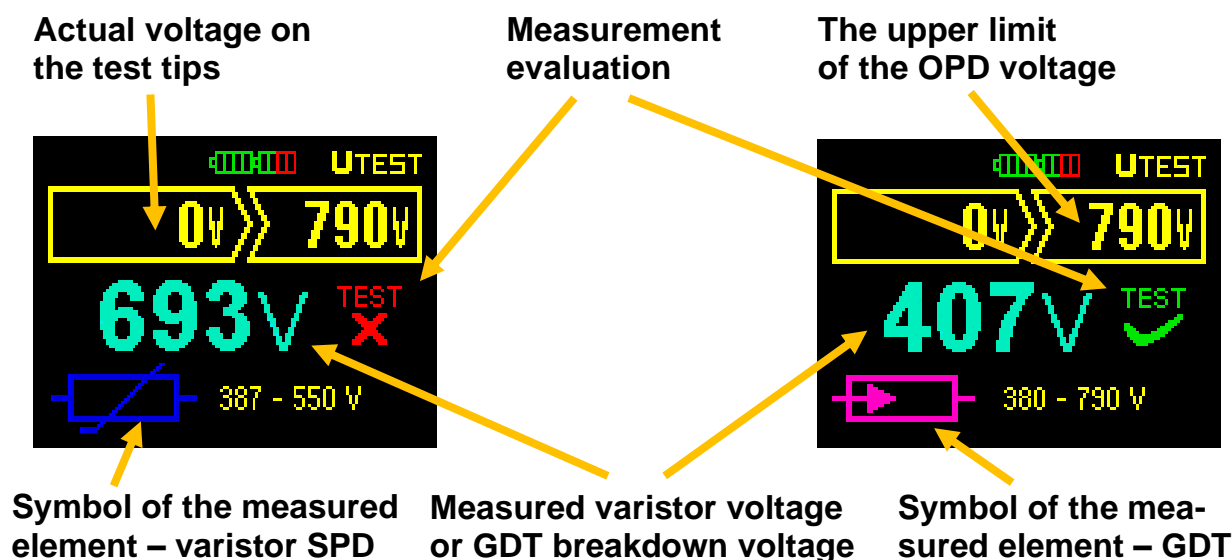 Actual voltage on
the test tips
Measurement
evaluation
The upper limit
of the OPD voltage
UTEST
0V 790V
693V
TEST
387 - 550 V
UTEST
0V 790V
407V
TEST
380 - 790 V
Symbol of the measured
element – varistor SPD
Measured varistor voltage
or GDT breakdown voltage
Symbol of the mea-
sured element – GDT